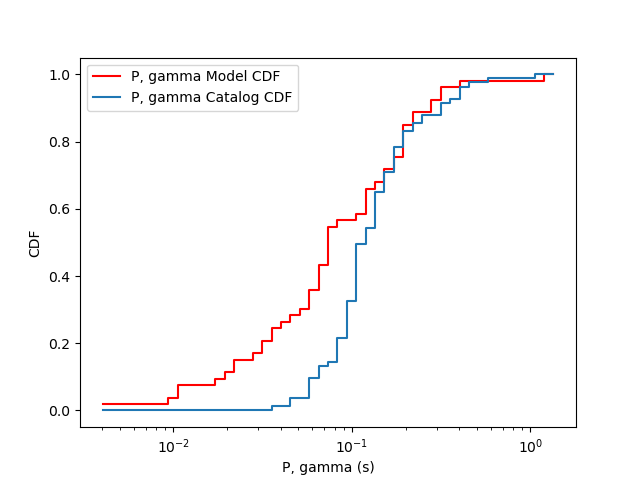 P, gamma Model CDF
P, gamma Catalog CDF
1.0
0.8
0.6
0.4
0.2
0.0
CDF
10⁻² 10⁻¹ 10⁰
P, gamma (s)